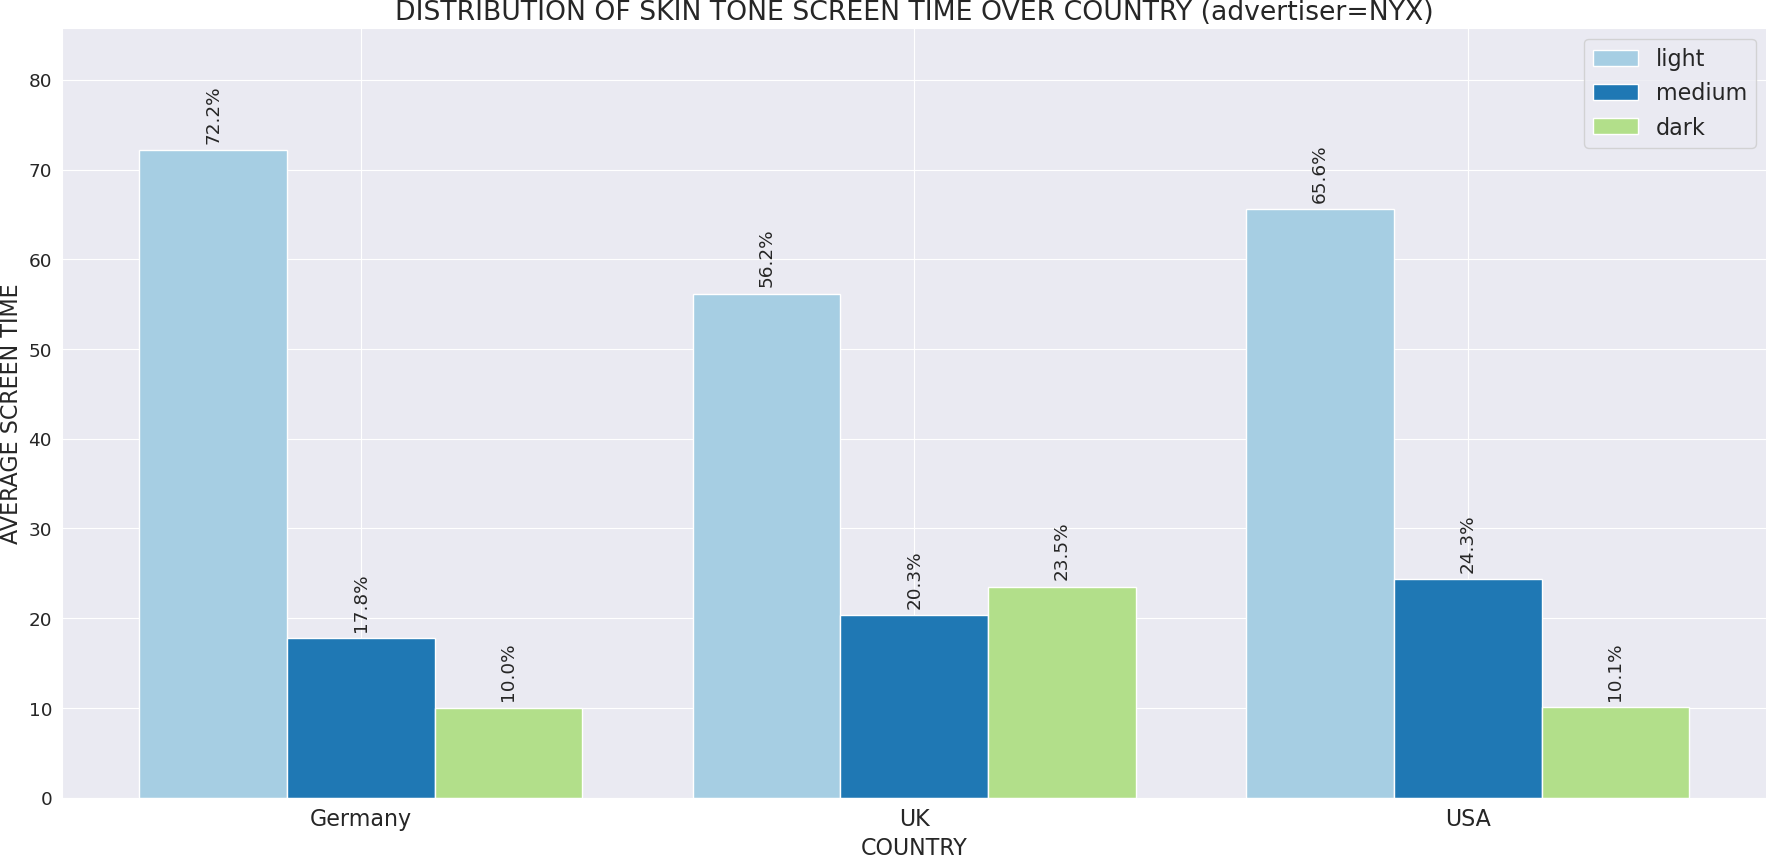 DISTRIBUTION OF SKIN TONE SCREEN TIME OVER COUNTRY (advertiser=NYX)
light
medium
dark
AVERAGE SCREEN TIME
80
70
60
50
40
30
20
10
0
72.2%
17.8%
10.0%
56.2%
20.3%
23.5%
65.6%
24.3%
10.1%
Germany
UK
USA
COUNTRY